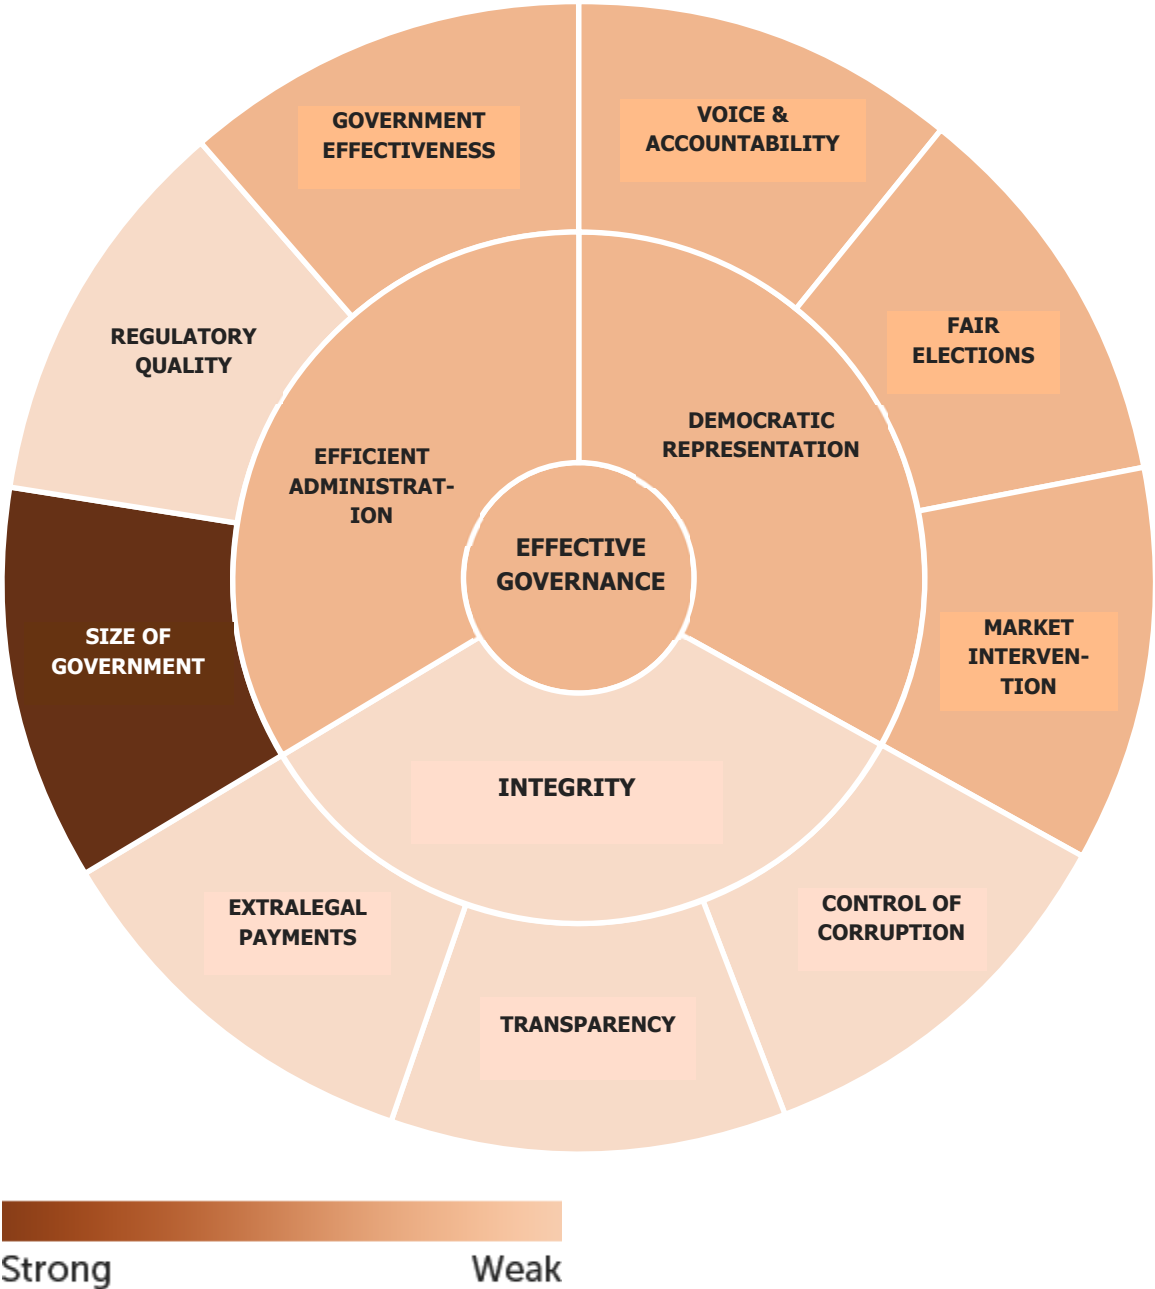 GOVERNMENT
EFFECTIVENESS
VOICE &
ACCOUNTABILITY
FAIR
ELECTIONS
REGULATORY
QUALITY
DEMOCRATIC
REPRESENTATION
EFFICIENT
ADMINISTRAT-
ION
EFFECTIVE
GOVERNANCE
SIZE OF
GOVERNMENT
MARKET
INTERVEN-
TION
INTEGRITY
EXTRALEGAL
PAYMENTS
CONTROL OF
CORRUPTION
TRANSPARENCY
Strong
Weak